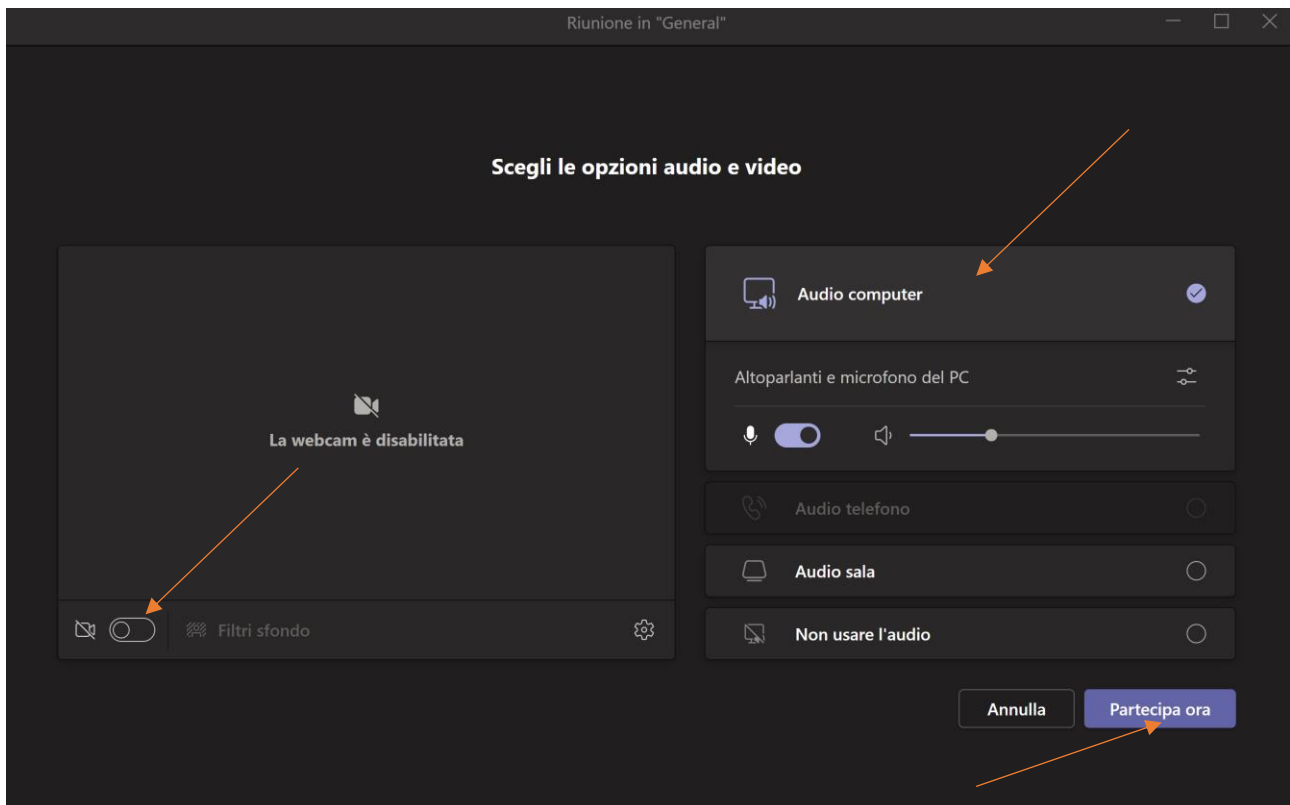 Riunione in "General"
Scegli le opzioni audio e video
La webcam è disabilitata
Filtri sfondo
Audio computer
Altoparlanti e microfono del PC
Audio telefono
Audio sala
Non usare l'audio
Annulla
Partecipa ora